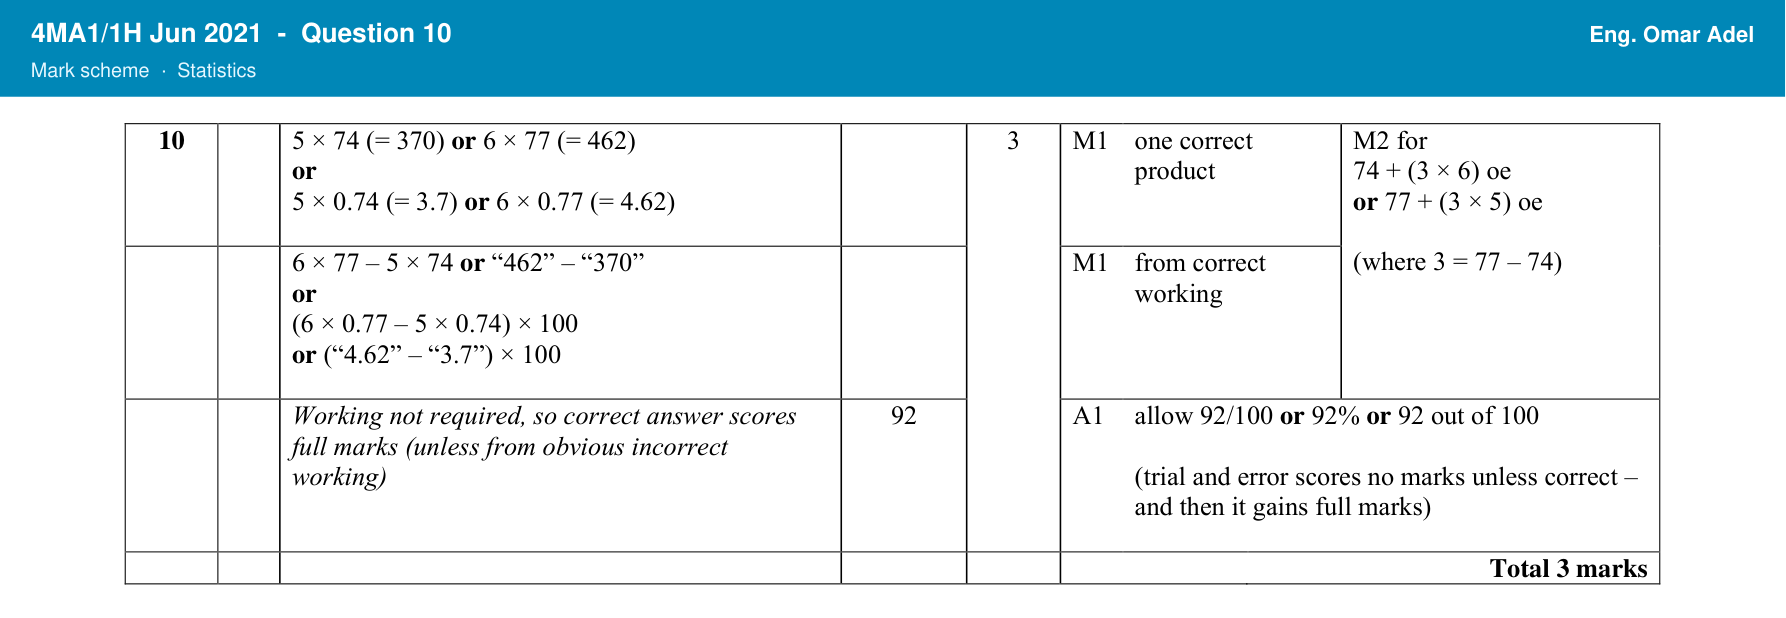 4MA1/1H Jun 2021 - Question 10
Eng. Omar Adel
Mark scheme · Statistics
10
5 × 74 (= 370) or 6 × 77 (= 462)
or
5 × 0.74 (= 3.7) or 6 × 0.77 (= 4.62)
3
M1 one correct
product
M2 for
74 + (3 × 6) oe
or 77 + (3 × 5) oe
(where 3 = 77 – 74)
6 × 77 – 5 × 74 or “462” – “370”
or
(6 × 0.77 – 5 × 0.74) × 100
or (“4.62” – “3.7”) × 100
M1 from correct
working
Working not required, so correct answer scores
full marks (unless from obvious incorrect
working)
92
A1 allow 92/100 or 92% or 92 out of 100
(trial and error scores no marks unless correct –
and then it gains full marks)
Total 3 marks